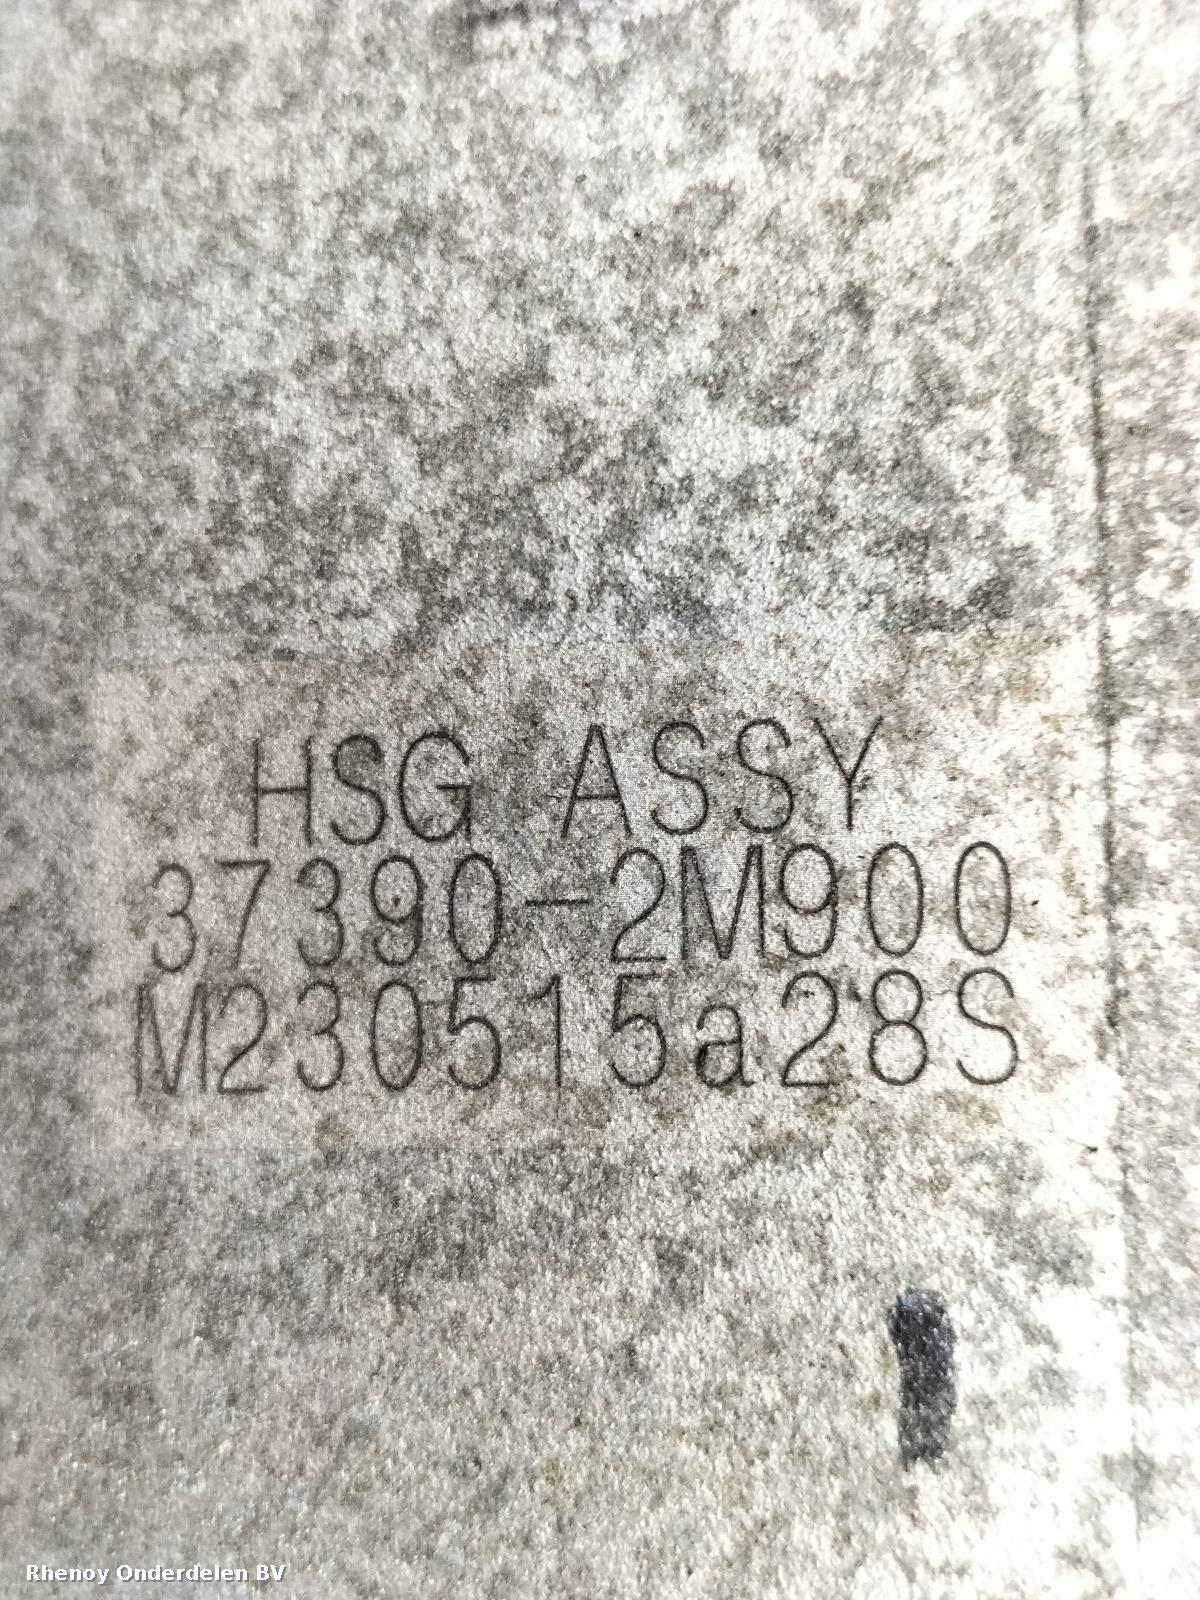 HSG ASSY
37390-2M900
M230515a28S
Rhenoy Onderdelen BV